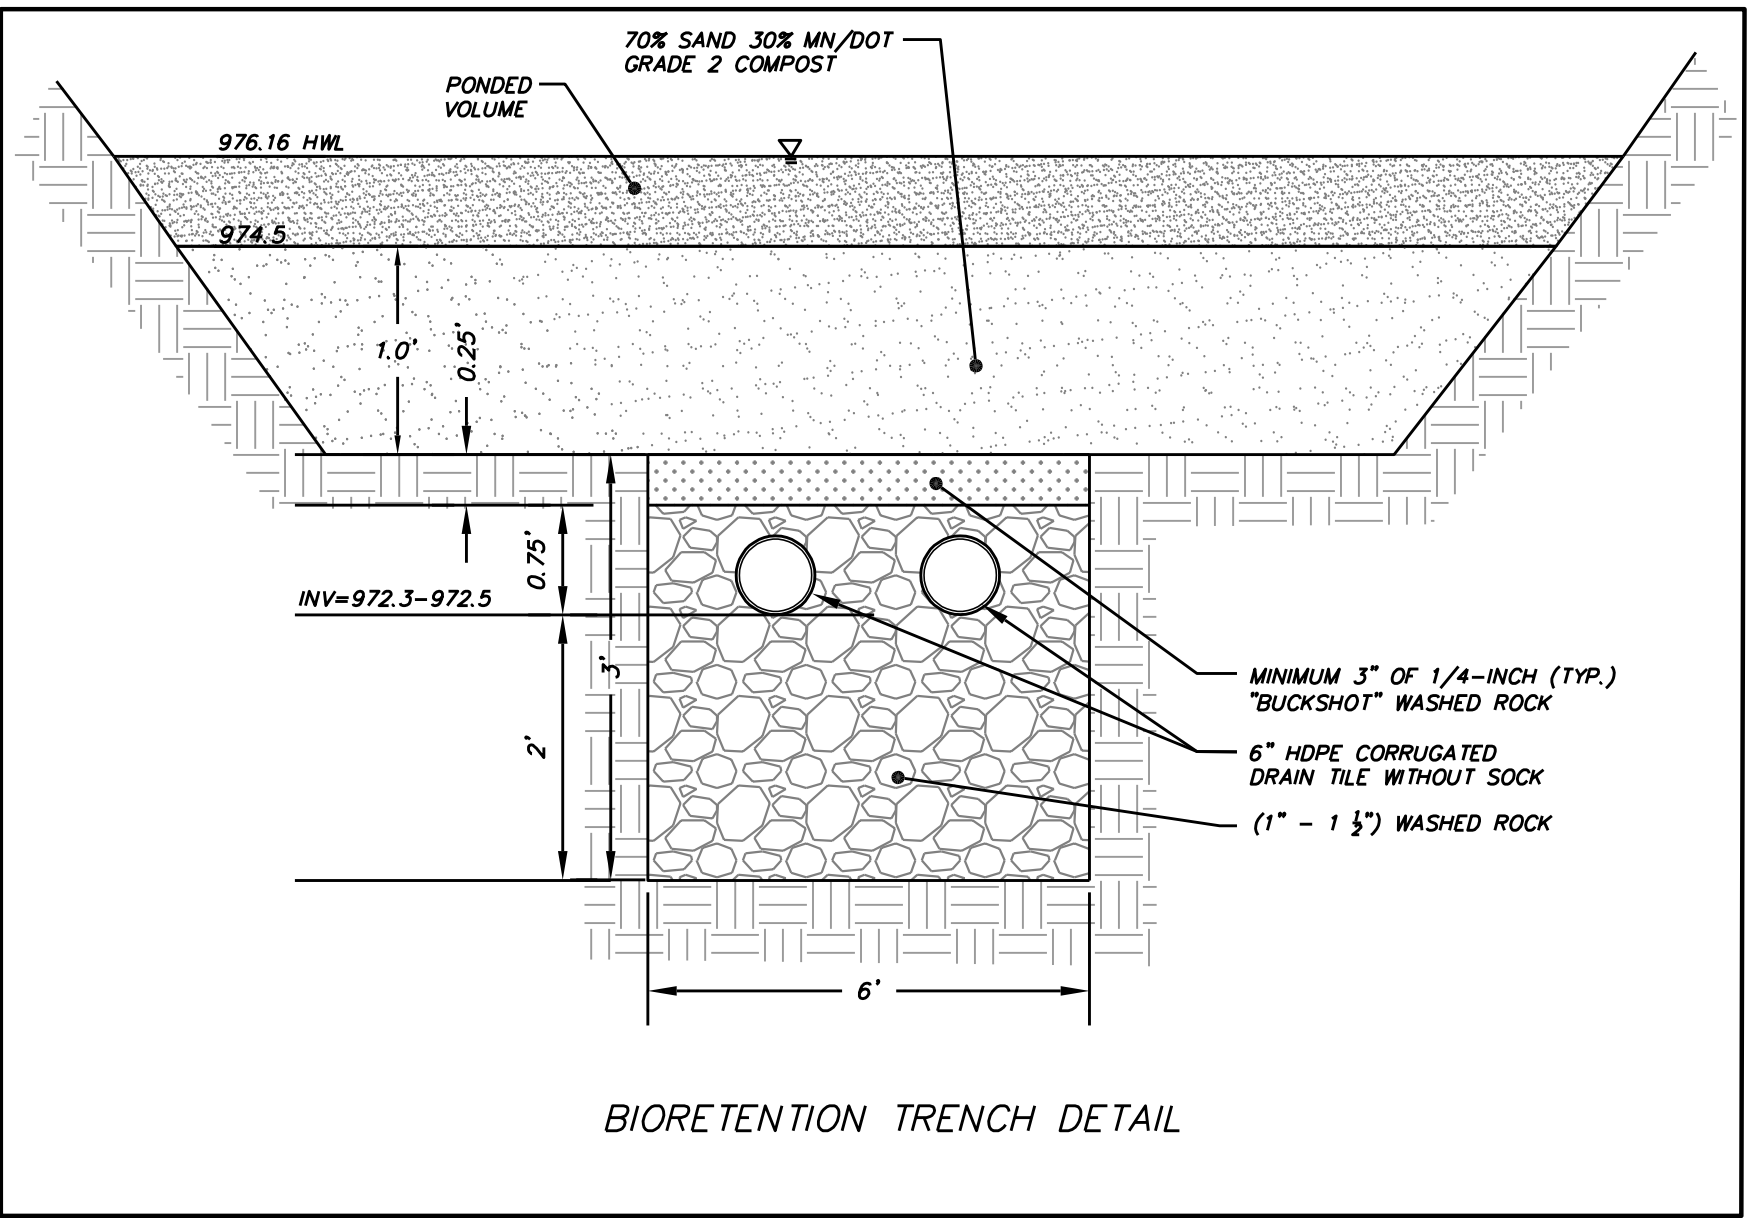 70% SAND 30% MN/DOT
GRADE 2 COMPOST
PONDED
VOLUME
976.16 HWL
974.5
1.0'
0.25'
0.75'
INV=972.3-972.5
3'
2'
MINIMUM 3" OF 1/4-INCH (TYP.)
"BUCKSHOT" WASHED ROCK
6" HDPE CORRUGATED
DRAIN TILE WITHOUT SOCK
(1" - 1 1/2") WASHED ROCK
6'
BIORETENTION TRENCH DETAIL